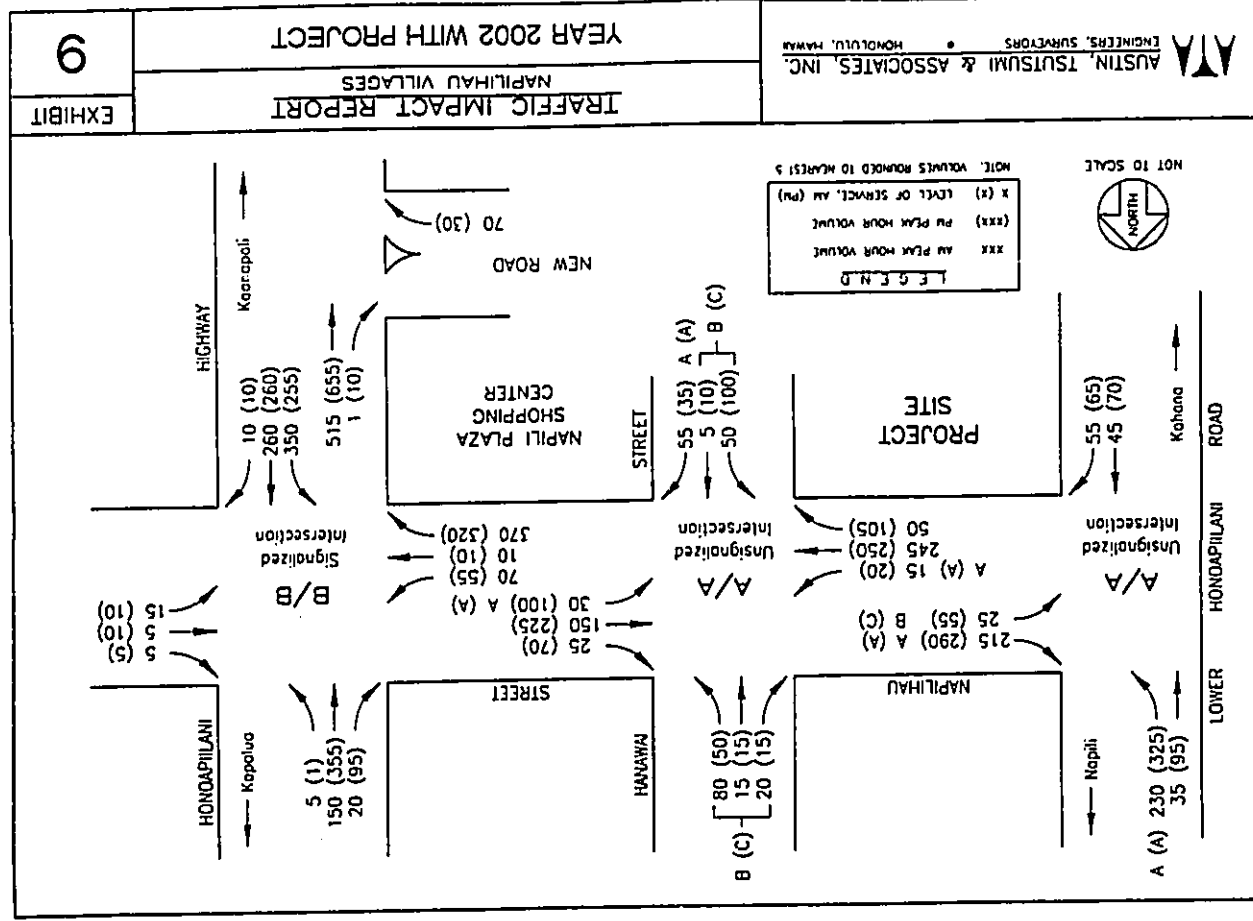 LOWER HONOAPIILANI ROAD
Napili
Kahana
A (A) 230 (325)
35 (95)
55 (65)
45 (70)
A/A
Unsignalized
Intersection
215 (290) A (A)
25 (55) B (C)
NAPILIHAU STREET
A (A) 15 (20)
245 (250)
50 (105)
PROJECT
SITE
HANAWAI STREET
B (C)
80 (50)
15 (15)
20 (15)
A/A
Unsignalized
Intersection
55 (35) A (A)
5 (10)
50 (100)
B (C)
25 (70)
150 (225)
30 (100) A (A)
70 (55)
10 (10)
370 (320)
NAPILI PLAZA
SHOPPING
CENTER
HONOAPIILANI HIGHWAY
Kapalua
Kaanapali
5 (1)
150 (355)
20 (95)
B/B
Signalized
Intersection
10 (10)
260 (260)
350 (255)
515 (655)
1 (10)
5 (5)
5 (10)
15 (10)
NEW ROAD
70 (30)
NORTH
NOT TO SCALE
LEGEND
XXX AM PEAK HOUR VOLUME
(XXX) PM PEAK HOUR VOLUME
X (X) LEVEL OF SERVICE, AM (PM)
NOTE. VOLUMES ROUNDED TO NEAREST 5
ATA
AUSTIN, TSUTSUMI & ASSOCIATES, INC.
ENGINEERS, SURVEYORS • HONOLULU, HAWAII
TRAFFIC IMPACT REPORT
NAPILIHAU VILLAGES
YEAR 2002 WITH PROJECT
EXHIBIT
6